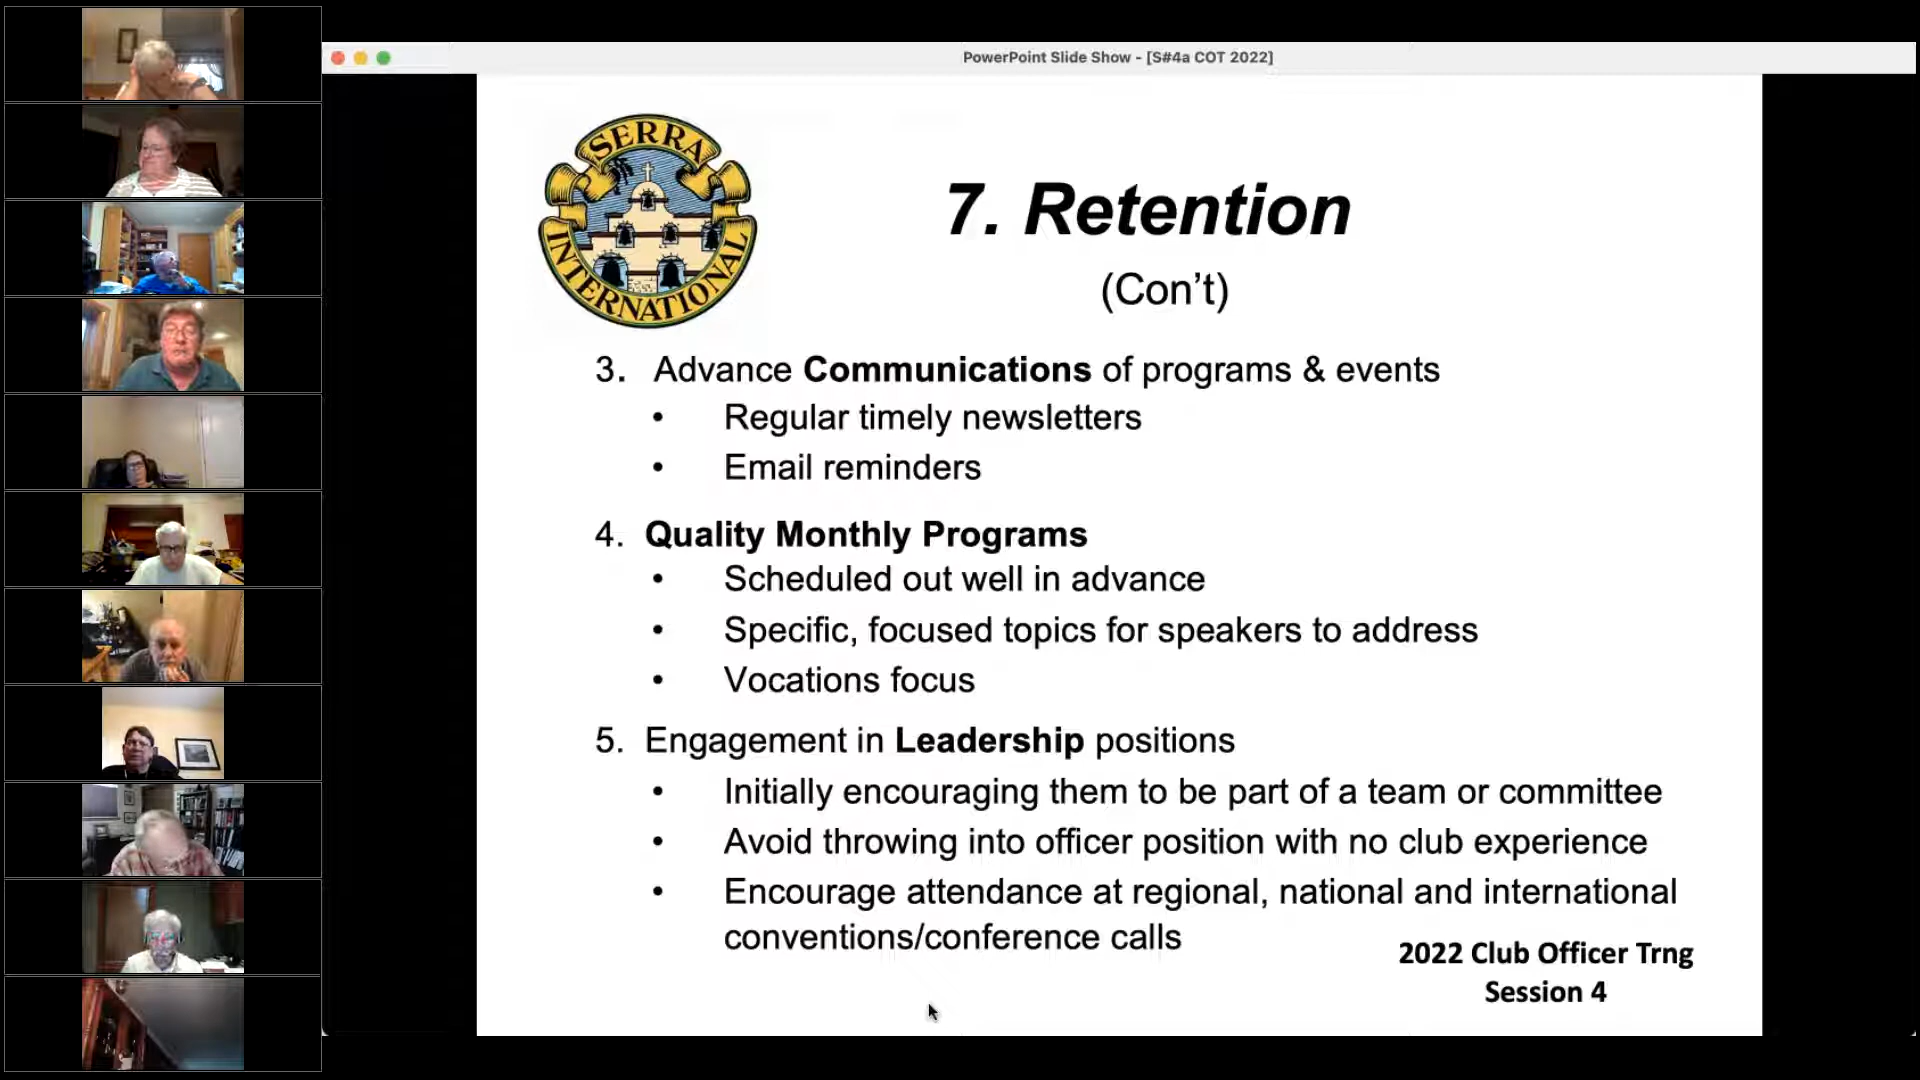 PowerPoint Slide Show - [S#4a COT 2022]
SERRA
INTERNATIONAL
7. Retention
(Con't)
3. Advance Communications of programs & events
• Regular timely newsletters
• Email reminders
4. Quality Monthly Programs
• Scheduled out well in advance
• Specific, focused topics for speakers to address
• Vocations focus
5. Engagement in Leadership positions
• Initially encouraging them to be part of a team or committee
• Avoid throwing into officer position with no club experience
• Encourage attendance at regional, national and international
conventions/conference calls
2022 Club Officer Trng
Session 4